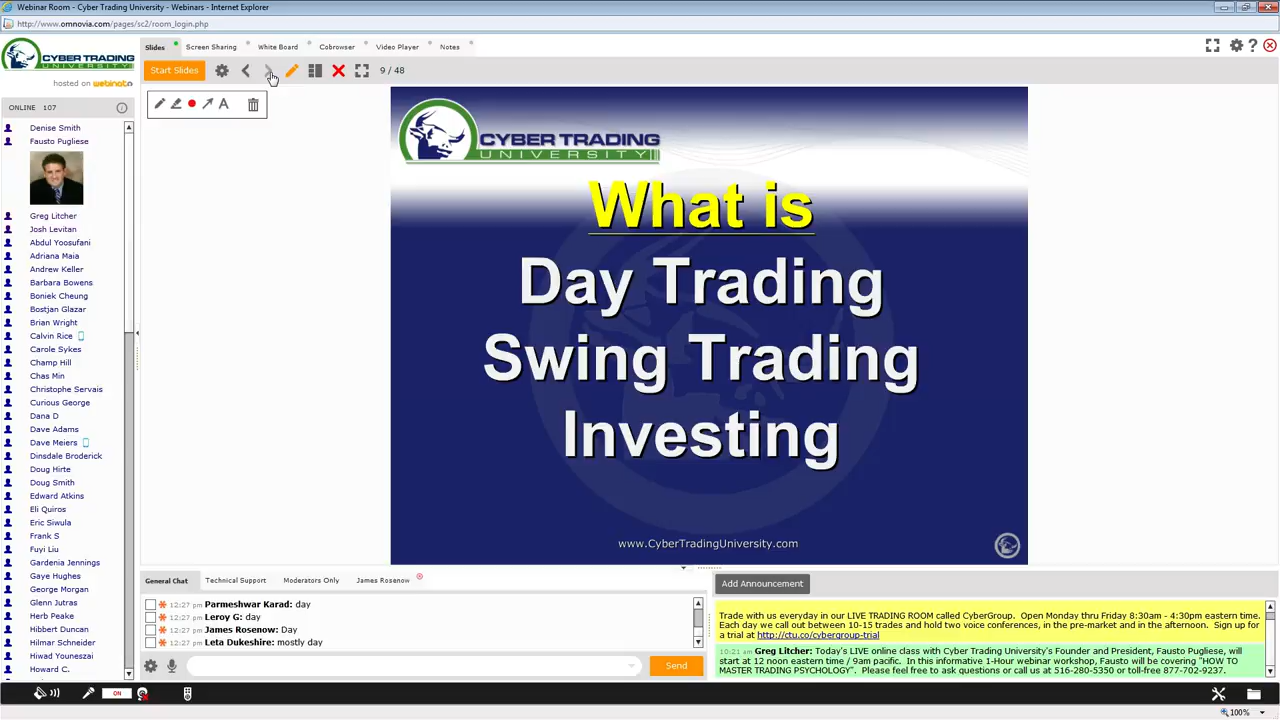 Webinar Room - Cyber Trading University - Webinars - Internet Explorer
http://www.omnovia.com/pages/sc2/room_login.php
CYBER TRADING
UNIVERSITY
hosted on webinato
Slides
Screen Sharing
White Board
Cobrowser
Video Player
Notes
Start Slides
9 / 48
A
ONLINE 107
Denise Smith
Fausto Pugliese
Greg Litcher
Josh Levitan
Abdul Yoosufani
Adriana Maia
Andrew Keller
Barbara Bowens
Boniek Cheung
Bostjan Glazar
Brian Wright
Calvin Rice
Carole Sykes
Champ Hill
Chas Min
Christophe Servais
Curious George
Dana D
Dave Adams
Dave Meiers
Dinsdale Broderick
Doug Hirte
Doug Smith
Edward Atkins
Eli Quiros
Eric Siwula
Frank S
Fuyi Liu
Gardenia Jennings
Gaye Hughes
George Morgan
Glenn Jutras
Herb Peake
Hibbert Duncan
Hilmar Schneider
Hiwad Youneszai
Howard C.
CYBER TRADING
UNIVERSITY
What is
Day Trading
Swing Trading
Investing
www.CyberTradingUniversity.com
General Chat
Technical Support
Moderators Only
James Rosenow
12:27 pm Parmeshwar Karad: day
12:27 pm Leroy G: day
12:27 pm James Rosenow: Day
12:27 pm Leta Dukeshire: mostly day
Send
Add Announcement
Trade with us everyday in our LIVE TRADING ROOM called CyberGroup. Open Monday thru Friday 8:30am - 4:30pm eastern time.
Each day we call out between 10-15 trades and hold two voice conferences, in the pre-market and in the afternoon. Sign up for
a trial at http://ctu.co/cybergroup-trial
10:21 am Greg Litcher: Today's LIVE online class with Cyber Trading University's Founder and President, Fausto Pugliese, will
start at 12 noon eastern time / 9am pacific. In this informative 1-Hour webinar workshop, Fausto will be covering "HOW TO
MASTER TRADING PSYCHOLOGY". Please feel free to ask questions or call us at 516-280-5350 or toll-free 877-702-9237.
ON
100%